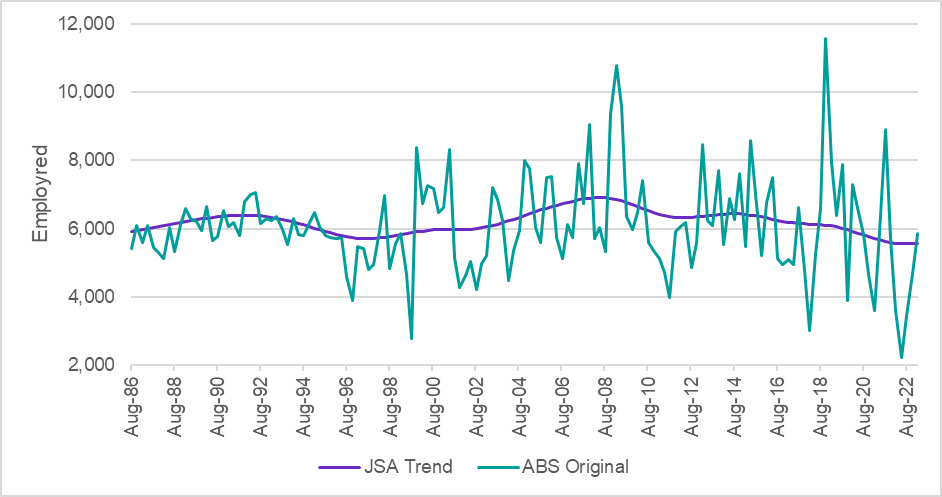 12,000
10,000
8,000
6,000
4,000
2,000
Employred
Aug-86
Aug-88
Aug-90
Aug-92
Aug-94
Aug-96
Aug-98
Aug-00
Aug-02
Aug-04
Aug-06
Aug-08
Aug-10
Aug-12
Aug-14
Aug-16
Aug-18
Aug-20
Aug-22
JSA Trend
ABS Original